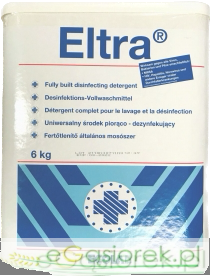 Eltra®
Fully built disinfecting detergent
Desinfektions-Vollwaschmittel
Détergent complet pour le lavage et la désinfection
Uniwersalny środek piorąco - dezynfekujący
Fertőtlenítő általános mosószer
6 kg
eGasiorek.pl